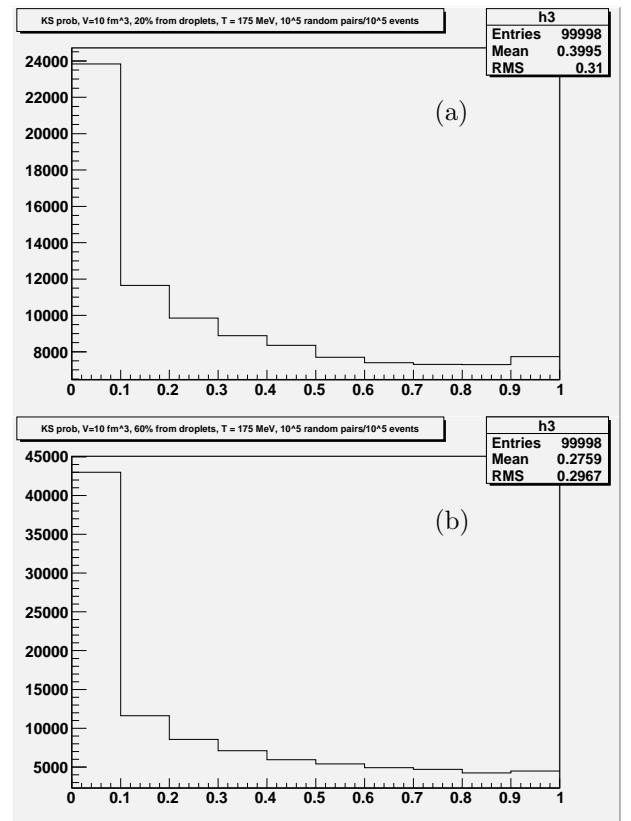 KS prob, V=10 fm^3, 20% from droplets, T = 175 MeV, 10^5 random pairs/10^5 events
h3
Entries 99998
Mean 0.3995
RMS 0.31
(a)
24000
22000
20000
18000
16000
14000
12000
10000
8000
0 0.1 0.2 0.3 0.4 0.5 0.6 0.7 0.8 0.9 1
KS prob, V=10 fm^3, 60% from droplets, T = 175 MeV, 10^5 random pairs/10^5 events
h3
Entries 99998
Mean 0.2759
RMS 0.2967
(b)
45000
40000
35000
30000
25000
20000
15000
10000
5000
0 0.1 0.2 0.3 0.4 0.5 0.6 0.7 0.8 0.9 1